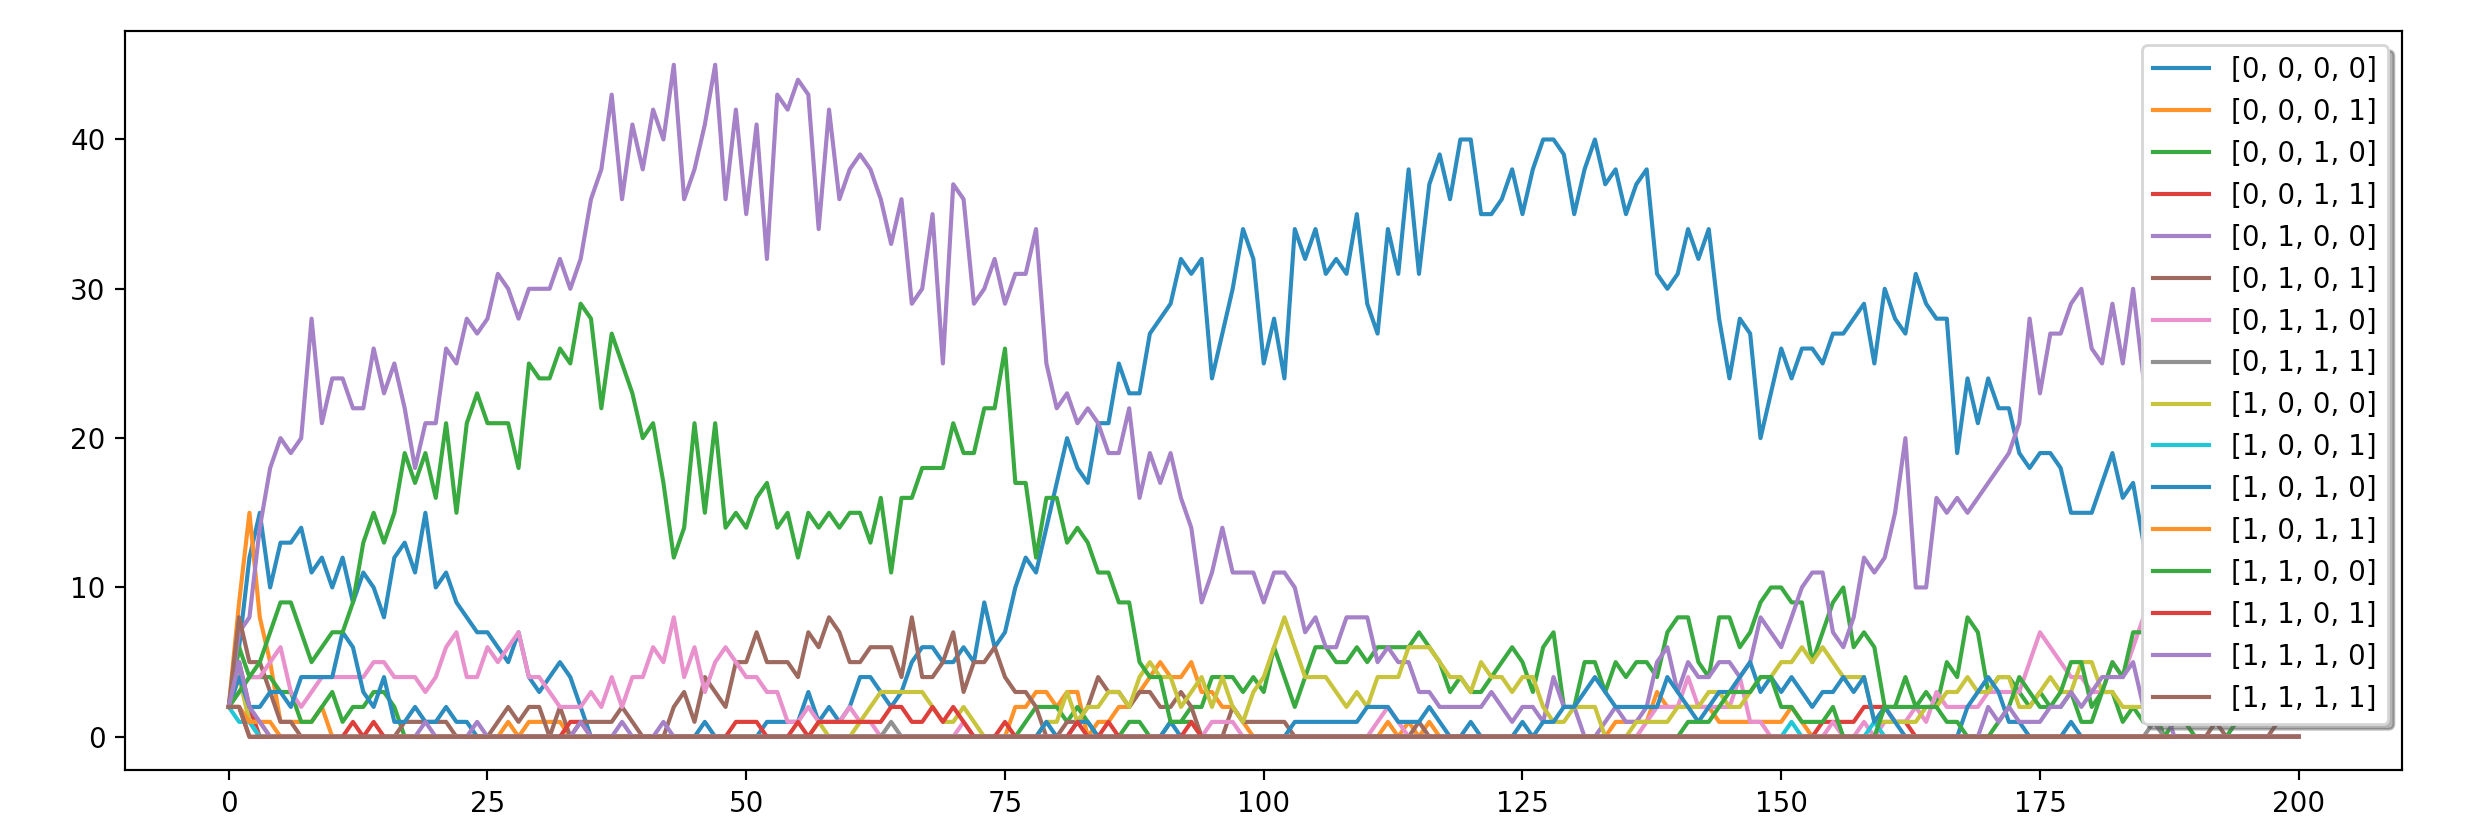 40
30
20
10
0
0 25 50 75 100 125 150 175 200
[0, 0, 0, 0]
[0, 0, 0, 1]
[0, 0, 1, 0]
[0, 0, 1, 1]
[0, 1, 0, 0]
[0, 1, 0, 1]
[0, 1, 1, 0]
[0, 1, 1, 1]
[1, 0, 0, 0]
[1, 0, 0, 1]
[1, 0, 1, 0]
[1, 0, 1, 1]
[1, 1, 0, 0]
[1, 1, 0, 1]
[1, 1, 1, 0]
[1, 1, 1, 1]